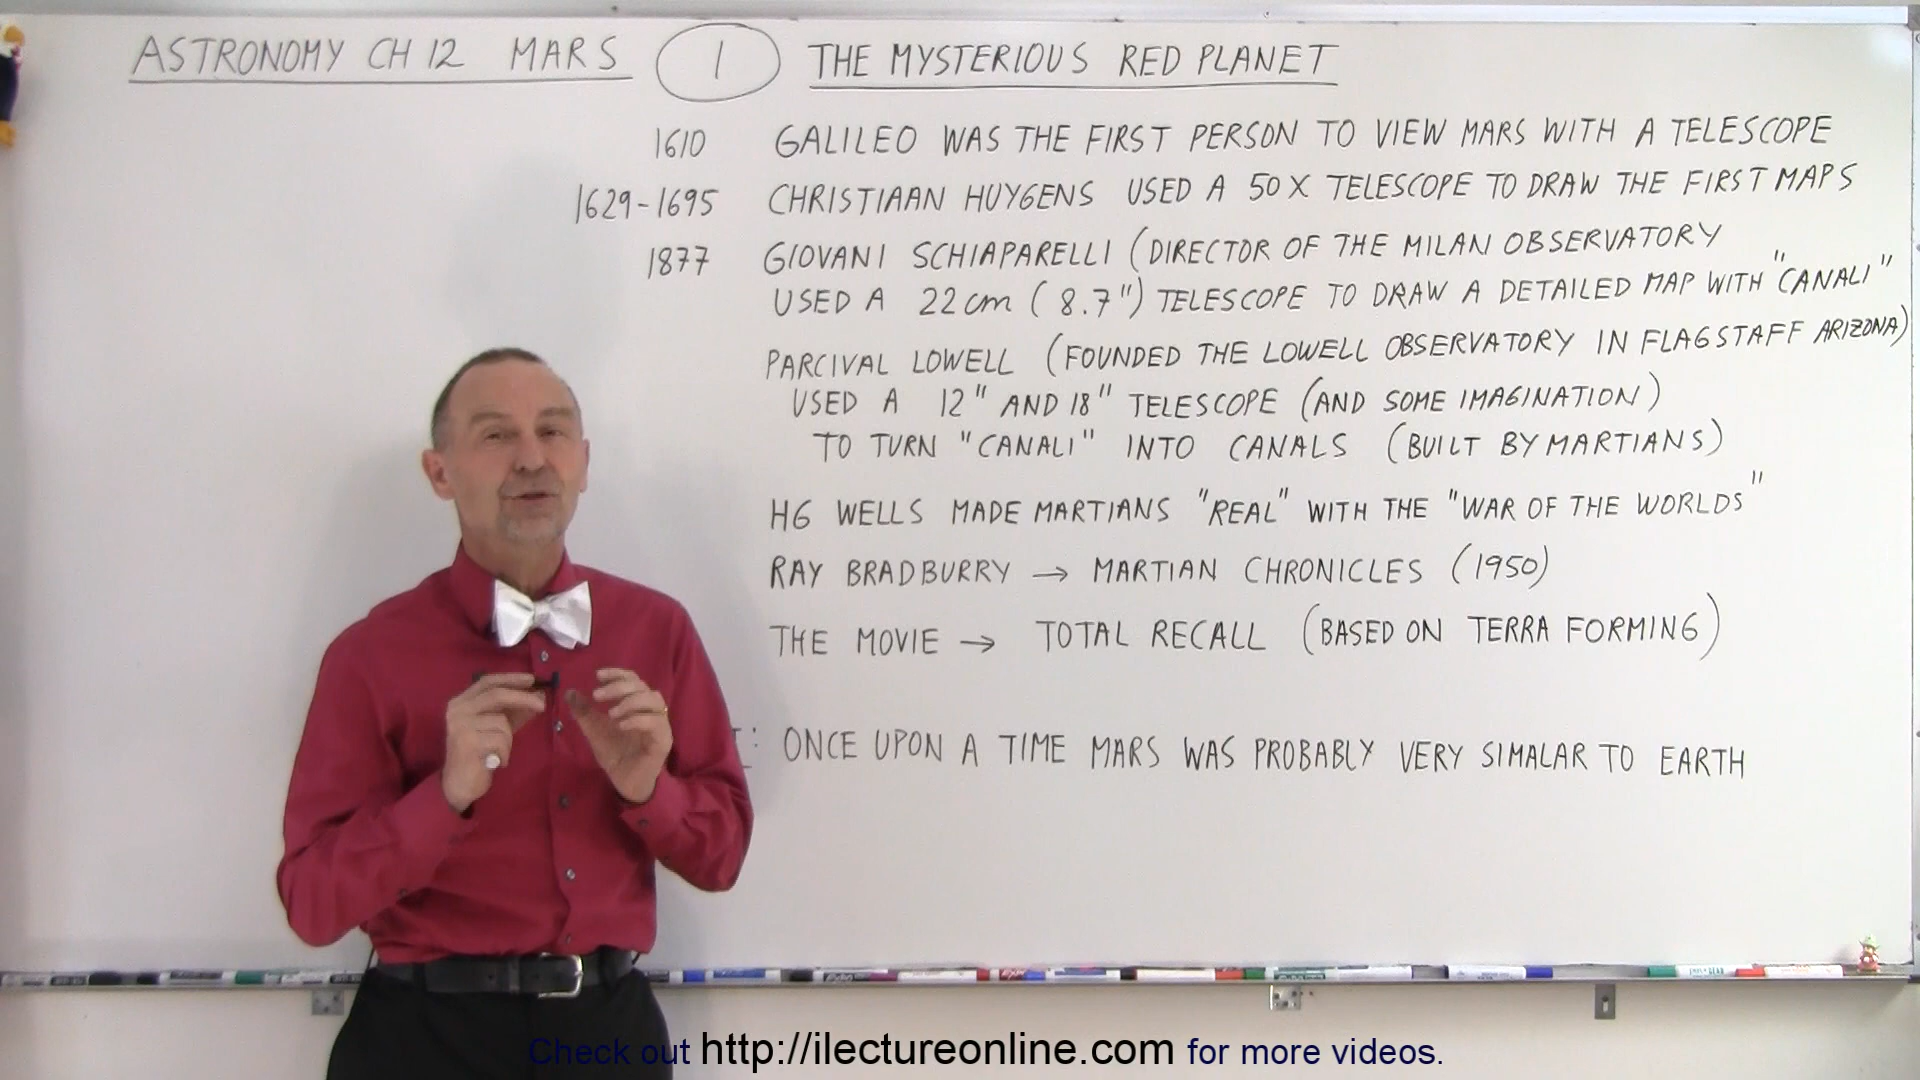 ASTRONOMY CH 12 MARS 1 THE MYSTERIOUS RED PLANET
1610 GALILEO WAS THE FIRST PERSON TO VIEW MARS WITH A TELESCOPE
1629-1695 CHRISTIAAN HUYGENS USED A 50X TELESCOPE TO DRAW THE FIRST MAPS
1877 GIOVANI SCHIAPARELLI (DIRECTOR OF THE MILAN OBSERVATORY
USED A 22cm (8.7") TELESCOPE TO DRAW A DETAILED MAP WITH "CANALI"
PARCIVAL LOWELL (FOUNDED THE LOWELL OBSERVATORY IN FLAGSTAFF ARIZONA)
USED A 12" AND 18" TELESCOPE (AND SOME IMAGINATION)
TO TURN "CANALI" INTO CANALS (BUILT BY MARTIANS)
HG WELLS MADE MARTIANS "REAL" WITH THE "WAR OF THE WORLDS"
RAY BRADBURRY → MARTIAN CHRONICLES (1950)
THE MOVIE → TOTAL RECALL (BASED ON TERRA FORMING)
ONCE UPON A TIME MARS WAS PROBABLY VERY SIMALAR TO EARTH
Check out http://ilectureonline.com for more videos.